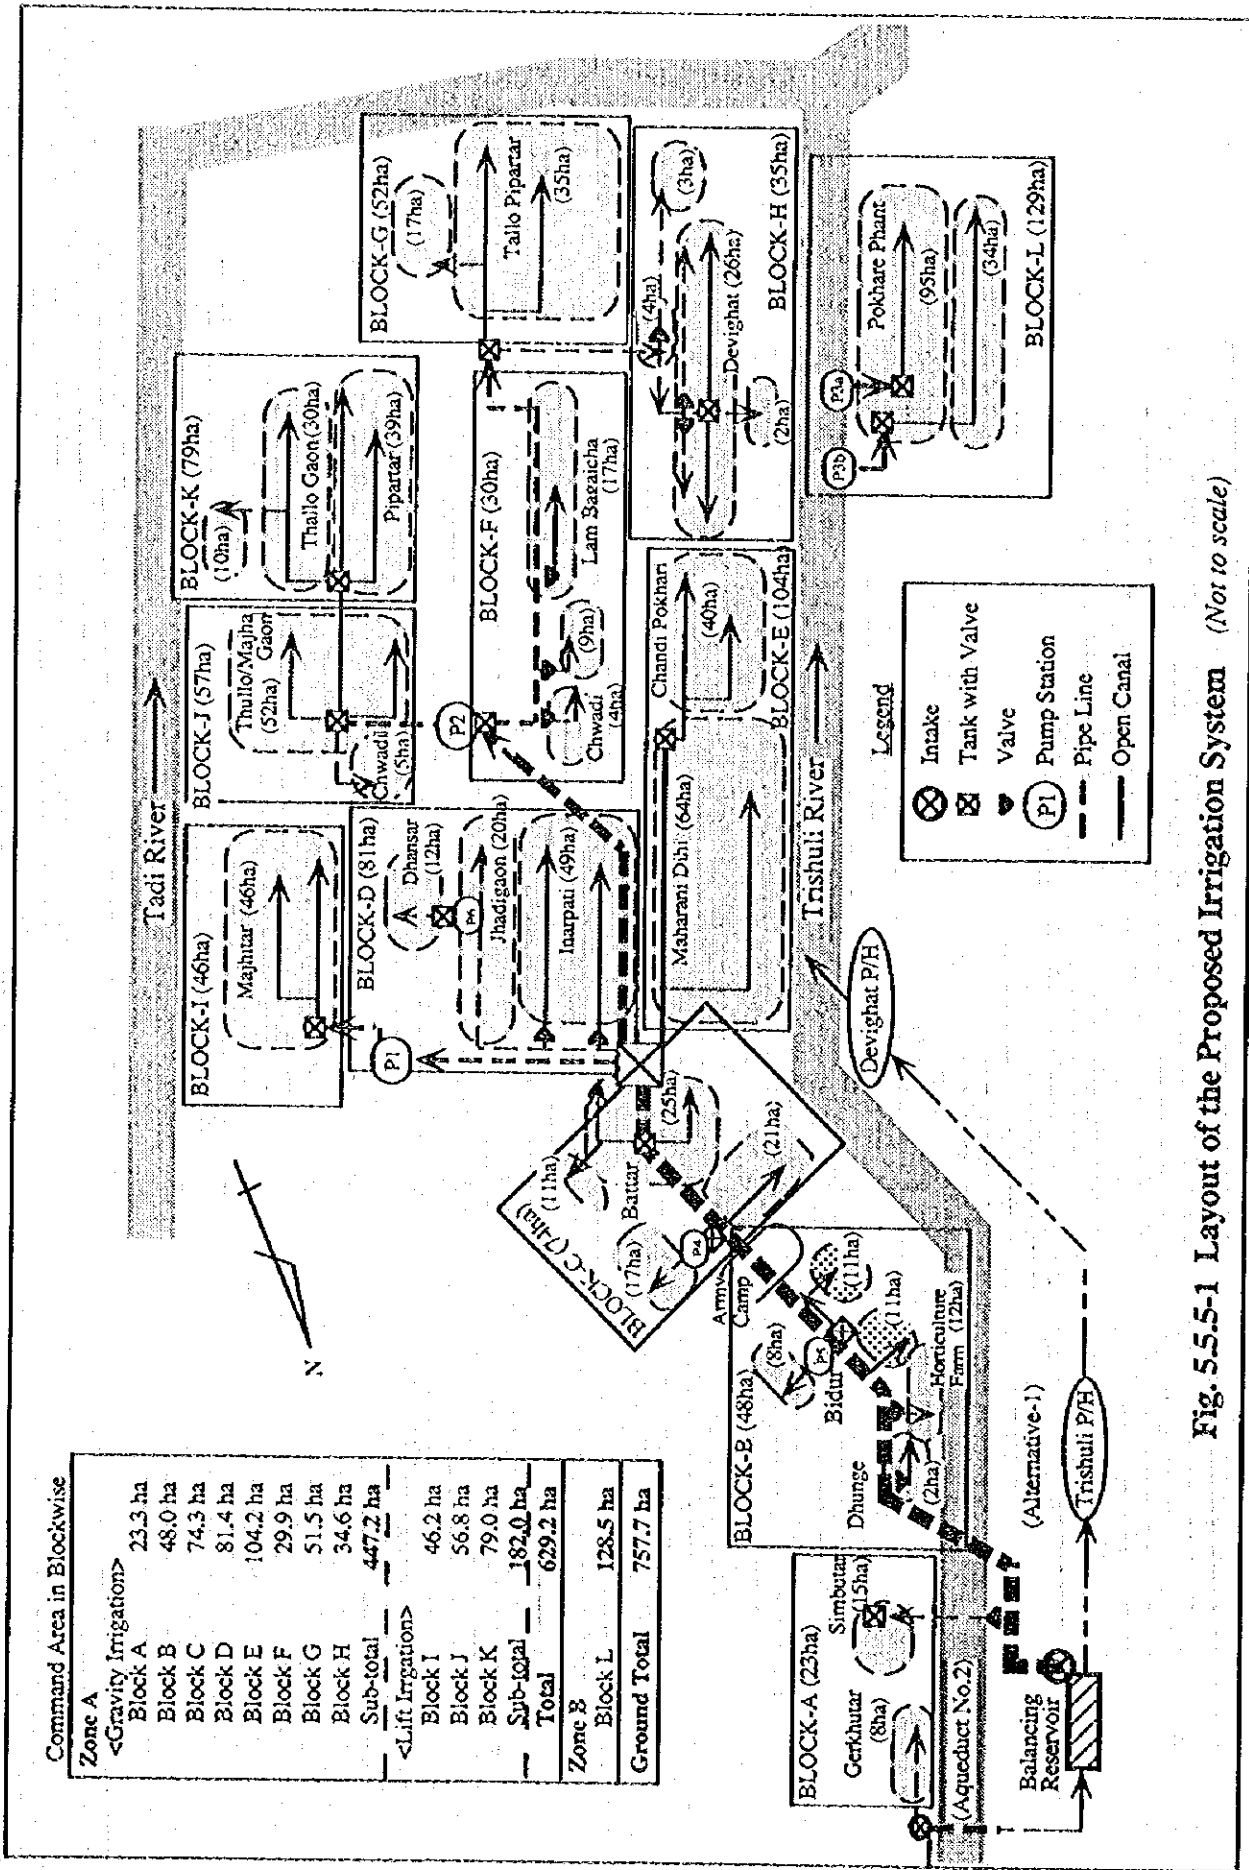 Command Area in Blockwise
Zone A
<Gravity Irrigation>
Block A 23.3 ha
Block B 48.0 ha
Block C 74.3 ha
Block D 81.4 ha
Block E 104.2 ha
Block F 29.9 ha
Block G 51.5 ha
Block H 34.6 ha
Sub-total 447.2 ha
<Lift Irrgation>
Block I 46.2 ha
Block J 56.8 ha
Block K 79.0 ha
Sub-total 182.0 ha
Total 629.2 ha
Zone B
Block L 128.5 ha
Ground Total 757.7 ha
N
Tadi River
BLOCK-I (46ha)
Majhitar (46ha)
P1
BLOCK-J (57ha)
Thullo/Majha
Gaon
(52ha)
Chwadi
(5ha)
BLOCK-K (79ha)
(10ha)
Thallo Gaon(30ha)
Pipartar (39ha)
BLOCK-D (81ha)
Dhansar
(12ha)
P6
Jhadigaon (20ha)
Inarpati (49ha)
BLOCK-F (30ha)
P2
Chwadi
(4ha)
(9ha)
Lam Bagaicha
(17ha)
BLOCK-G (52ha)
(17ha)
Tallo Pipartar
(35ha)
BLOCK-C (74ha)
(11ha)
Battar
(25ha)
(17ha)
P4
(21ha)
BLOCK-E (104ha)
Maharani Dihi (64ha)
Chandi Pokhari
(40ha)
BLOCK-H (35ha)
(4ha)
(3ha)
Devighat (26ha)
(2ha)
BLOCK-B (48ha)
Army
Camp
(8ha)
P5
Bidur
(11ha)
(11ha)
Dhunge
(2ha)
Horticulture
Farm (12ha)
BLOCK-A (23ha)
Gerkhutar
(8ha)
Simbutar
(15ha)
(Aqueduct No.2)
Balancing
Reservoir
(Alternative-1)
Trishuli P/H
Devighat P/H
Trishuli River
BLOCK-L (129ha)
P3b
P3a
Pokhare Phant
(95ha)
(34ha)
Legend
Intake
Tank with Valve
Valve
P1 Pump Station
Pipe Line
Open Canal
Fig. 5.5.5-1 Layout of the Proposed Irrigation System (Not to scale)